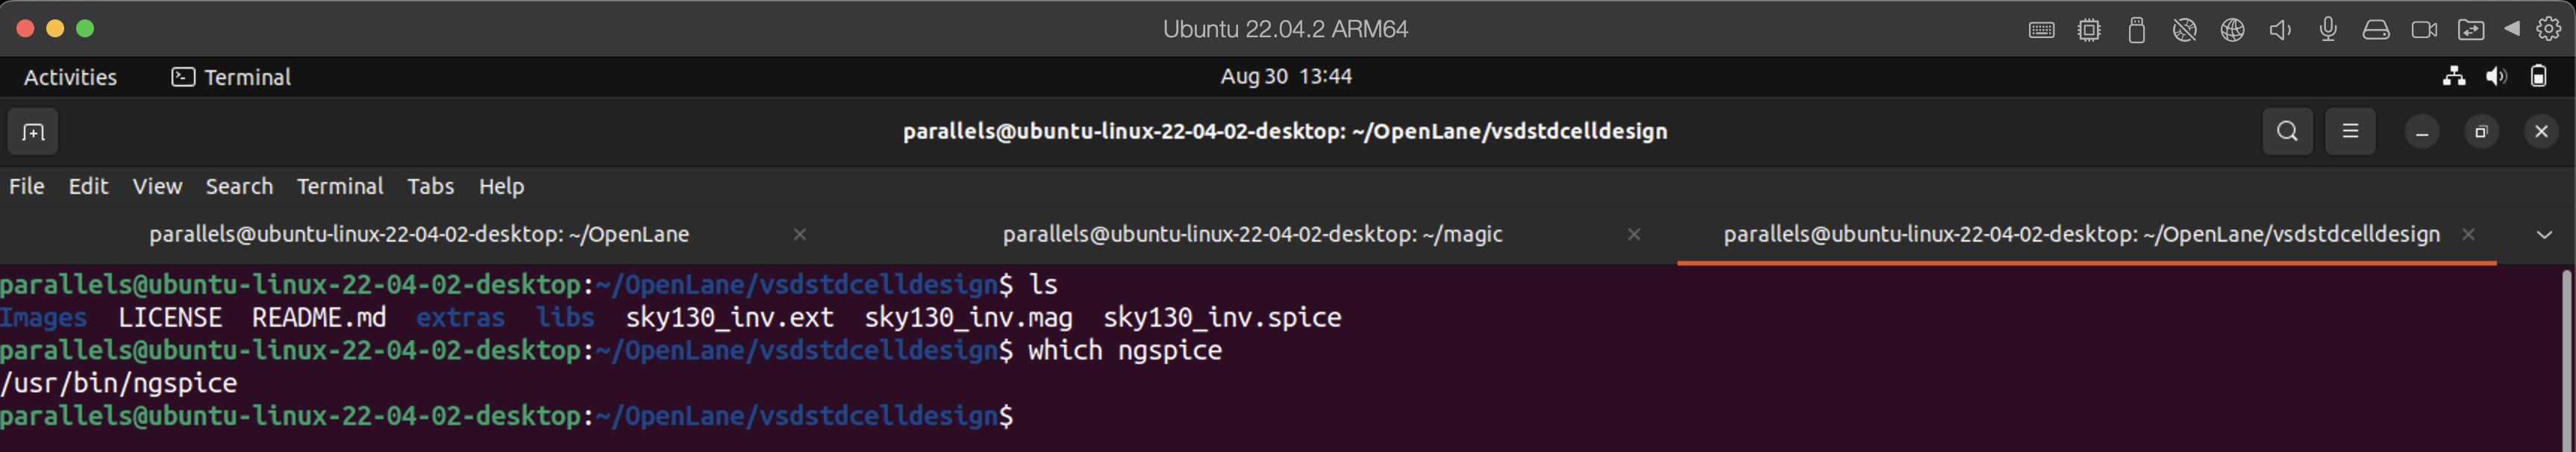 Ubuntu 22.04.2 ARM64
Activities Terminal Aug 30 13:44
parallels@ubuntu-linux-22-04-02-desktop: ~/OpenLane/vsdstdcelldesign
File Edit View Search Terminal Tabs Help
parallels@ubuntu-linux-22-04-02-desktop: ~/OpenLane parallels@ubuntu-linux-22-04-02-desktop: ~/magic parallels@ubuntu-linux-22-04-02-desktop: ~/OpenLane/vsdstdcelldesign
parallels@ubuntu-linux-22-04-02-desktop:~/OpenLane/vsdstdcelldesign$ ls
Images LICENSE README.md extras libs sky130_inv.ext sky130_inv.mag sky130_inv.spice
parallels@ubuntu-linux-22-04-02-desktop:~/OpenLane/vsdstdcelldesign$ which ngspice
/usr/bin/ngspice
parallels@ubuntu-linux-22-04-02-desktop:~/OpenLane/vsdstdcelldesign$